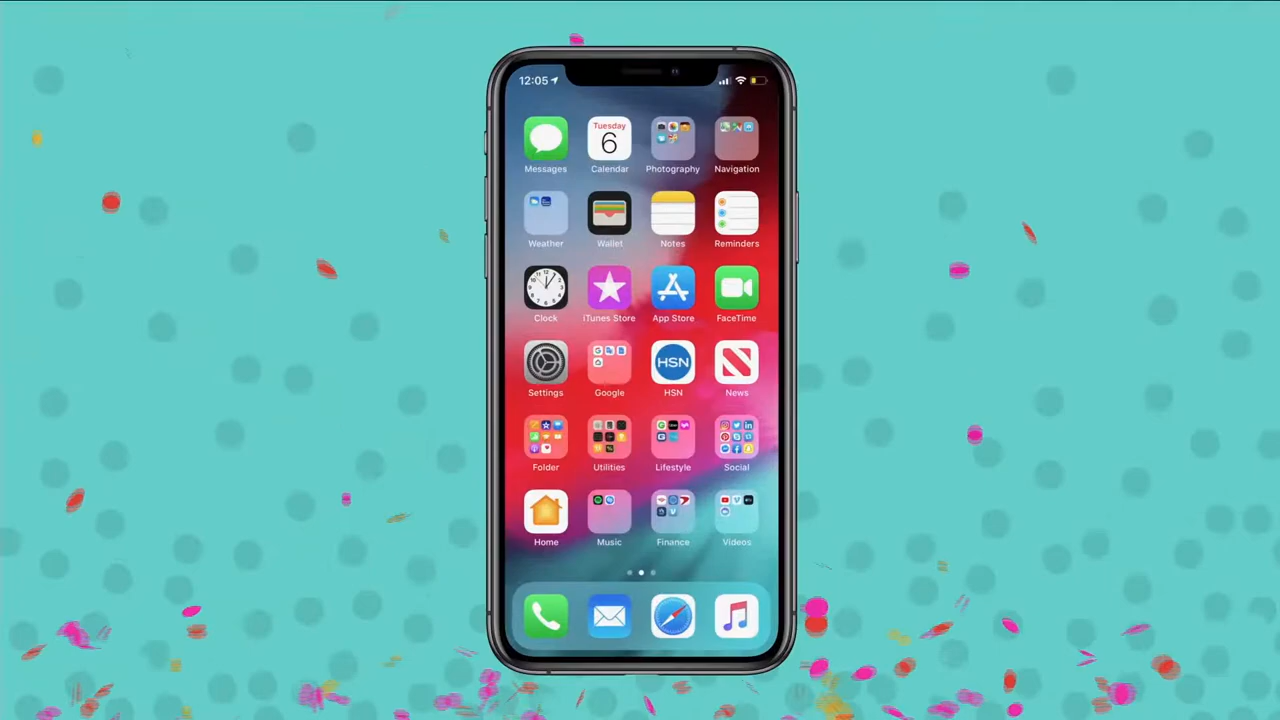 12:05
Tuesday
6
Messages
Calendar
Photography
Navigation
Weather
Wallet
Notes
Reminders
Clock
iTunes Store
App Store
FaceTime
HSN
Settings
Google
HSN
News
Folder
Utilities
Lifestyle
Social
Home
Music
Finance
Videos